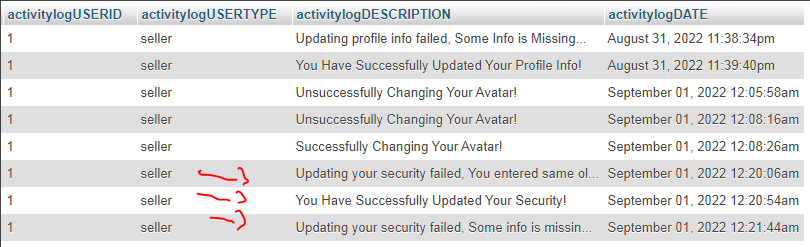 activitylogUSERID activitylogUSERTYPE activitylogDESCRIPTION activitylogDATE
1 seller Updating profile info failed, Some Info is Missing... August 31, 2022 11:38:34pm
1 seller You Have Successfully Updated Your Profile Info! August 31, 2022 11:39:40pm
1 seller Unsuccessfully Changing Your Avatar! September 01, 2022 12:05:58am
1 seller Unsuccessfully Changing Your Avatar! September 01, 2022 12:08:16am
1 seller Successfully Changing Your Avatar! September 01, 2022 12:08:26am
1 seller Updating your security failed, You entered same ol... September 01, 2022 12:20:06am
1 seller You Have Successfully Updated Your Security! September 01, 2022 12:20:54am
1 seller Updating your security failed, Some info is missin... September 01, 2022 12:21:44am